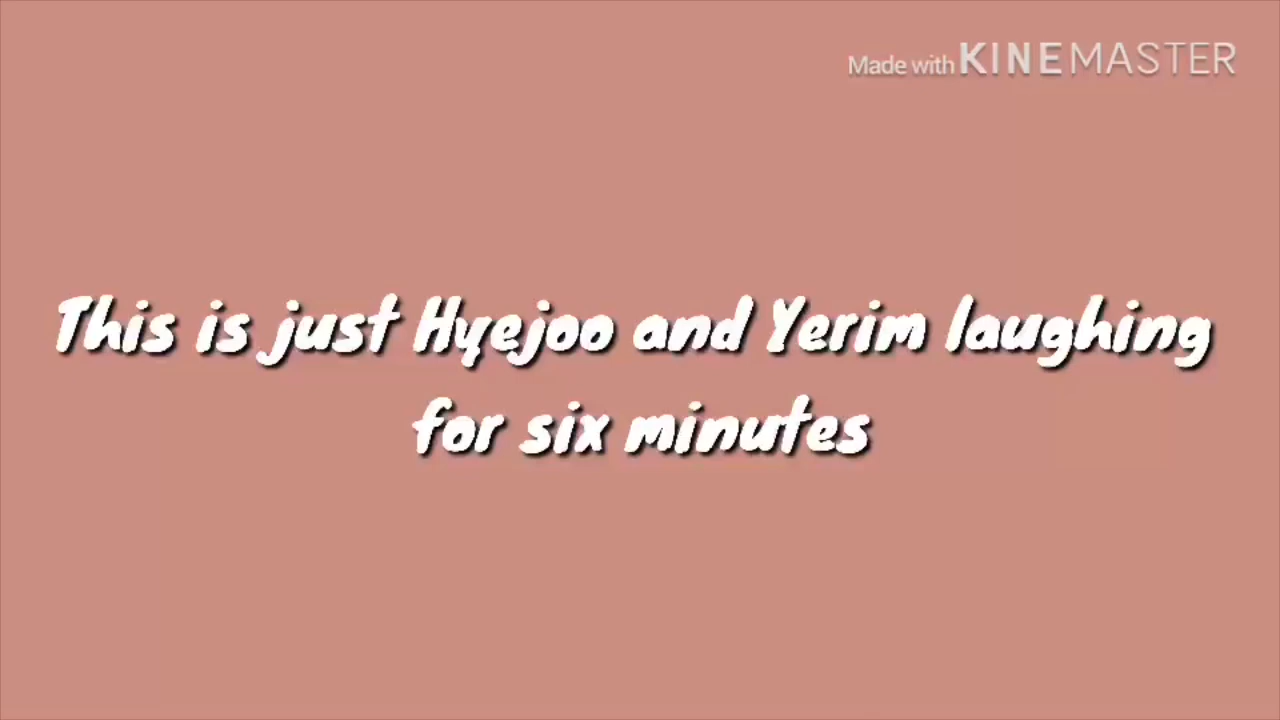 Made with KINEMASTER
This is just Hyejoo and Yerim laughing
for six minutes